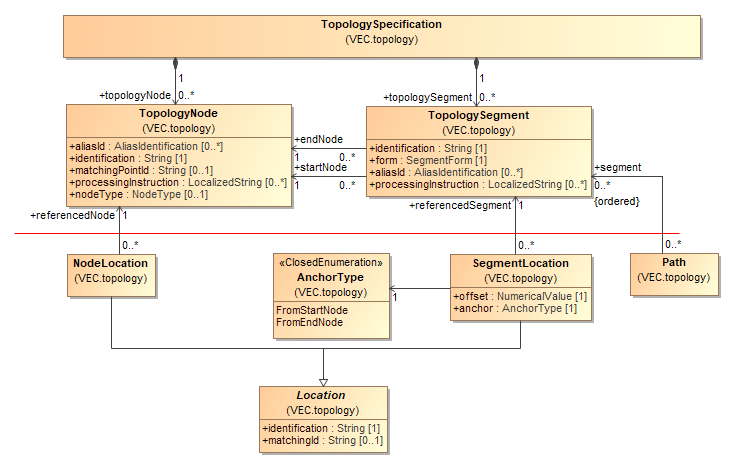 TopologySpecification
(VEC.topology)
1
1
+topologyNode
0..*
+topologySegment
0..*
TopologyNode
(VEC.topology)
+aliasId : AliasIdentification [0..*]
+identification : String [1]
+matchingPointId : String [0..1]
+processingInstruction : LocalizedString [0..*]
+nodeType : NodeType [0..1]
+endNode
1
0..*
+startNode
1
0..*
TopologySegment
(VEC.topology)
+identification : String [1]
+form : SegmentForm [1]
+aliasId : AliasIdentification [0..*]
+processingInstruction : LocalizedString [0..*]
+segment
0..*
{ordered}
+referencedNode
1
+referencedSegment
1
0..*
0..*
0..*
NodeLocation
(VEC.topology)
«ClosedEnumeration»
AnchorType
(VEC.topology)
FromStartNode
FromEndNode
1
SegmentLocation
(VEC.topology)
+offset : NumericalValue [1]
+anchor : AnchorType [1]
Path
(VEC.topology)
Location
(VEC.topology)
+identification : String [1]
+matchingId : String [0..1]